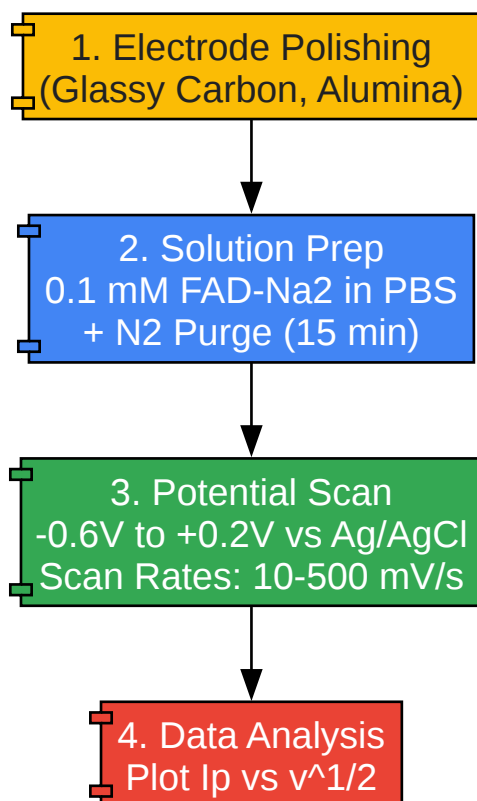 1. Electrode Polishing
(Glassy Carbon, Alumina)
2. Solution Prep
0.1 mM FAD-Na2 in PBS
+ N2 Purge (15 min)
3. Potential Scan
-0.6V to +0.2V vs Ag/AgCl
Scan Rates: 10-500 mV/s
4. Data Analysis
Plot Ip vs v^1/2